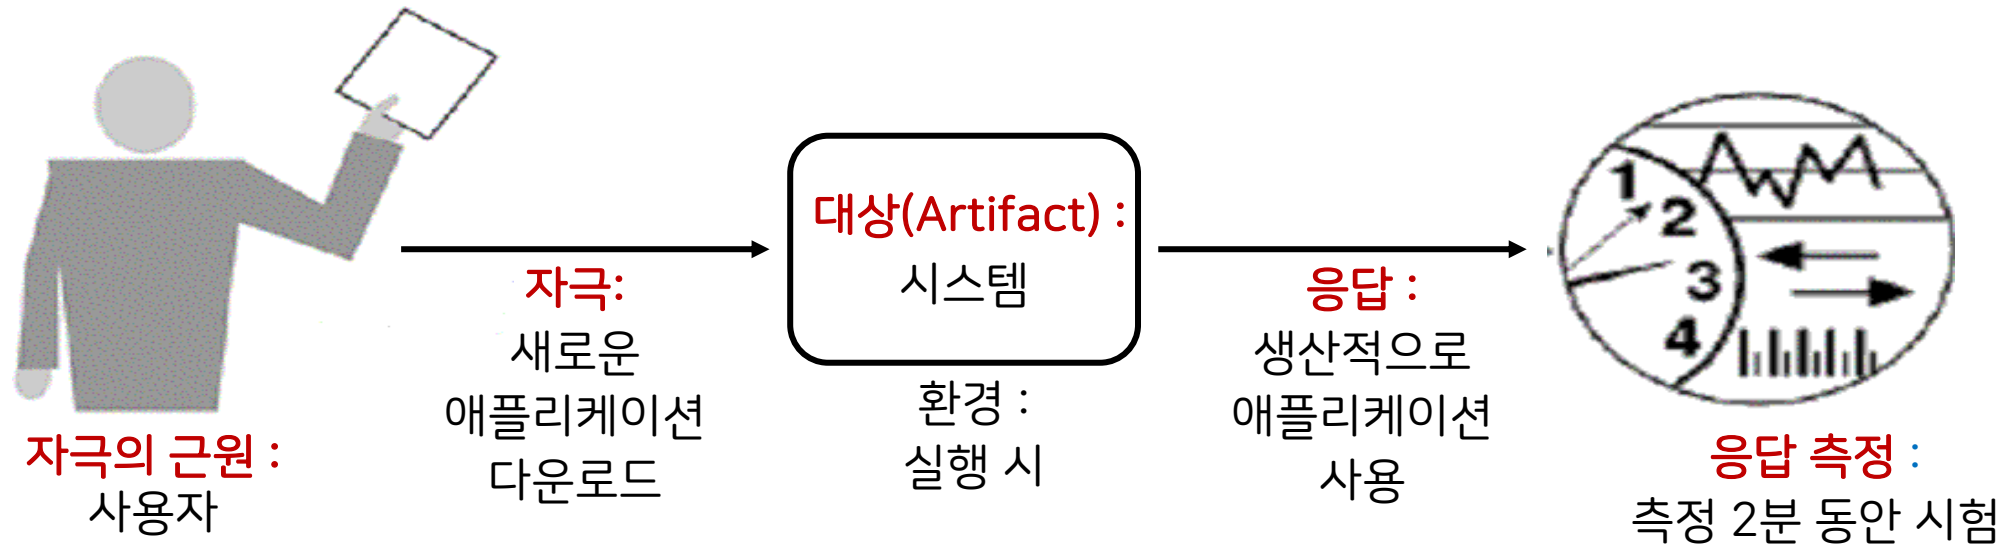 자극의 근원 :
사용자
자극:
새로운
애플리케이션
다운로드
대상(Artifact) :
시스템
환경 :
실행 시
응답 :
생산적으로
애플리케이션
사용
1
2
3
4
응답 측정 :
측정 2분 동안 시험